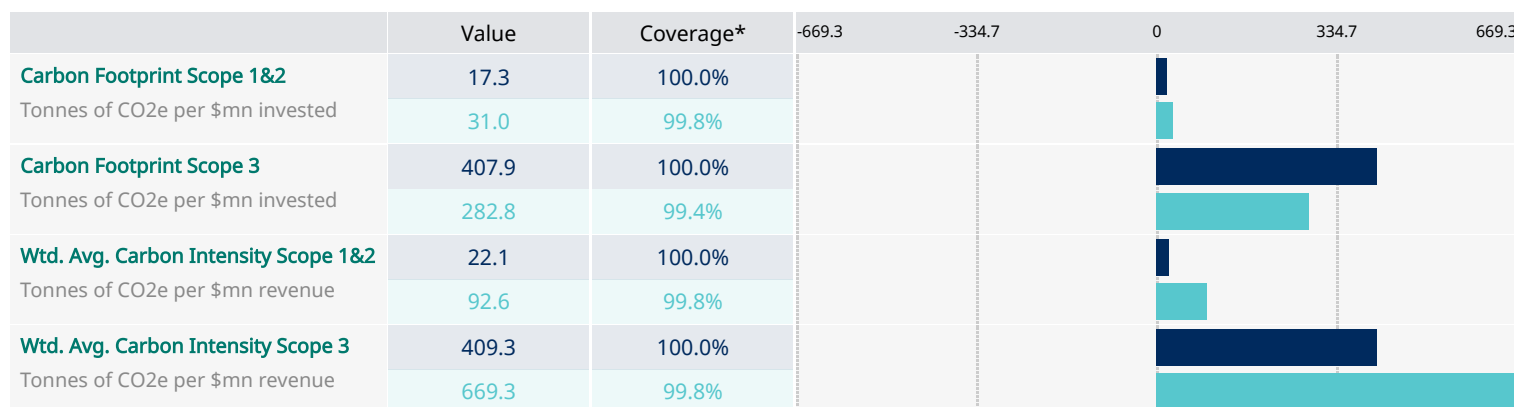 Value Coverage* -669.3 -334.7 0 334.7 669.3
Carbon Footprint Scope 1&2 17.3 100.0%
Tonnes of CO2e per $mn invested 31.0 99.8%
Carbon Footprint Scope 3 407.9 100.0%
Tonnes of CO2e per $mn invested 282.8 99.4%
Wtd. Avg. Carbon Intensity Scope 1&2 22.1 100.0%
Tonnes of CO2e per $mn revenue 92.6 99.8%
Wtd. Avg. Carbon Intensity Scope 3 409.3 100.0%
Tonnes of CO2e per $mn revenue 669.3 99.8%